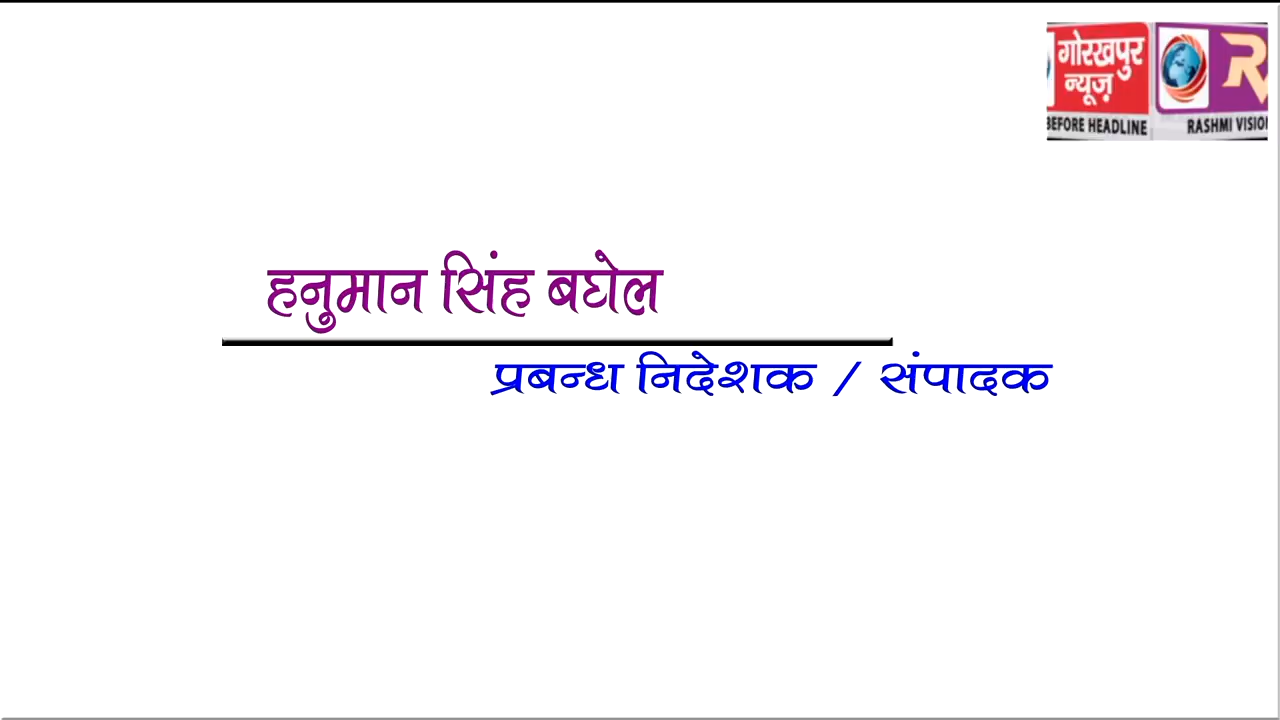 गोरखपुर
न्यूज़
BEFORE HEADLINE
RASHMI VISION
हनुमान सिंह बघेल
प्रबन्ध निदेशक / संपादक